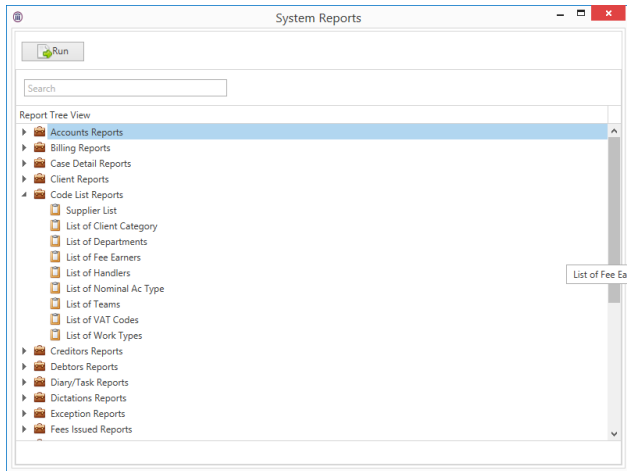 System Reports
Run
Search
Report Tree View
Accounts Reports
Billing Reports
Case Detail Reports
Client Reports
Code List Reports
Supplier List
List of Client Category
List of Departments
List of Fee Earners
List of Handlers
List of Fee Ea
List of Nominal Ac Type
List of Teams
List of VAT Codes
List of Work Types
Creditors Reports
Debtors Reports
Diary/Task Reports
Dictations Reports
Exception Reports
Fees Issued Reports